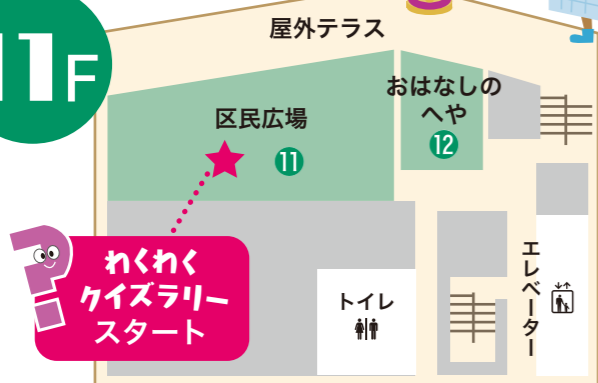 11F
屋外テラス
おはなしの
へや
⑫
区民広場
⑪
わくわく
クイズラリー
スタート
トイレ
エレベーター